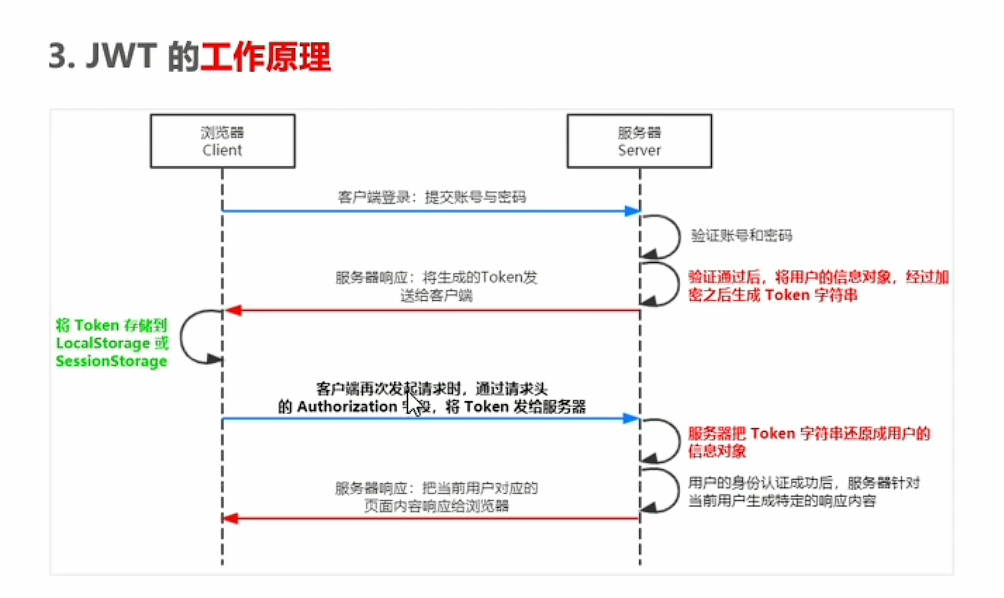 3. JWT 的工作原理
浏览器
Client
服务器
Server
客户端登录：提交账号与密码
验证账号和密码
验证通过后，将用户的信息对象，经过加
密之后生成 Token 字符串
服务器响应：将生成的Token发
送给客户端
将 Token 存储到
LocalStorage 或
SessionStorage
客户端再次发起请求时，通过请求头
的 Authorization 字段，将 Token 发给服务器
服务器把 Token 字符串还原成用户的
信息对象
用户的身份认证成功后，服务器针对
当前用户生成特定的响应内容
服务器响应：把当前用户对应的
页面内容响应给浏览器